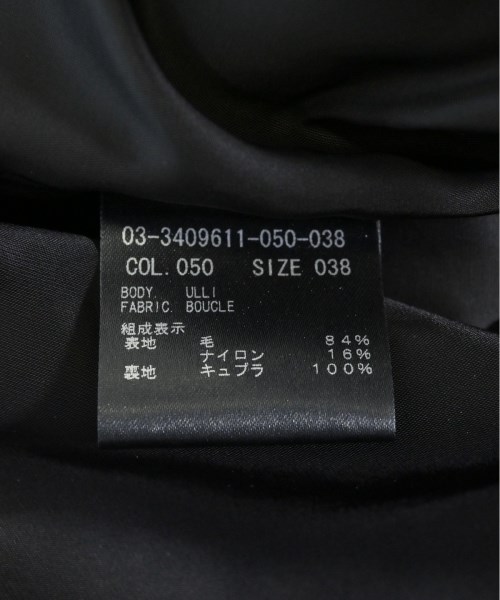 03-3409611-050-038
COL. 050 SIZE 038
BODY. ULLI
FABRIC. BOUCLE
組成表示
表地 毛 84%
ナイロン 16%
裏地 キュプラ 100%